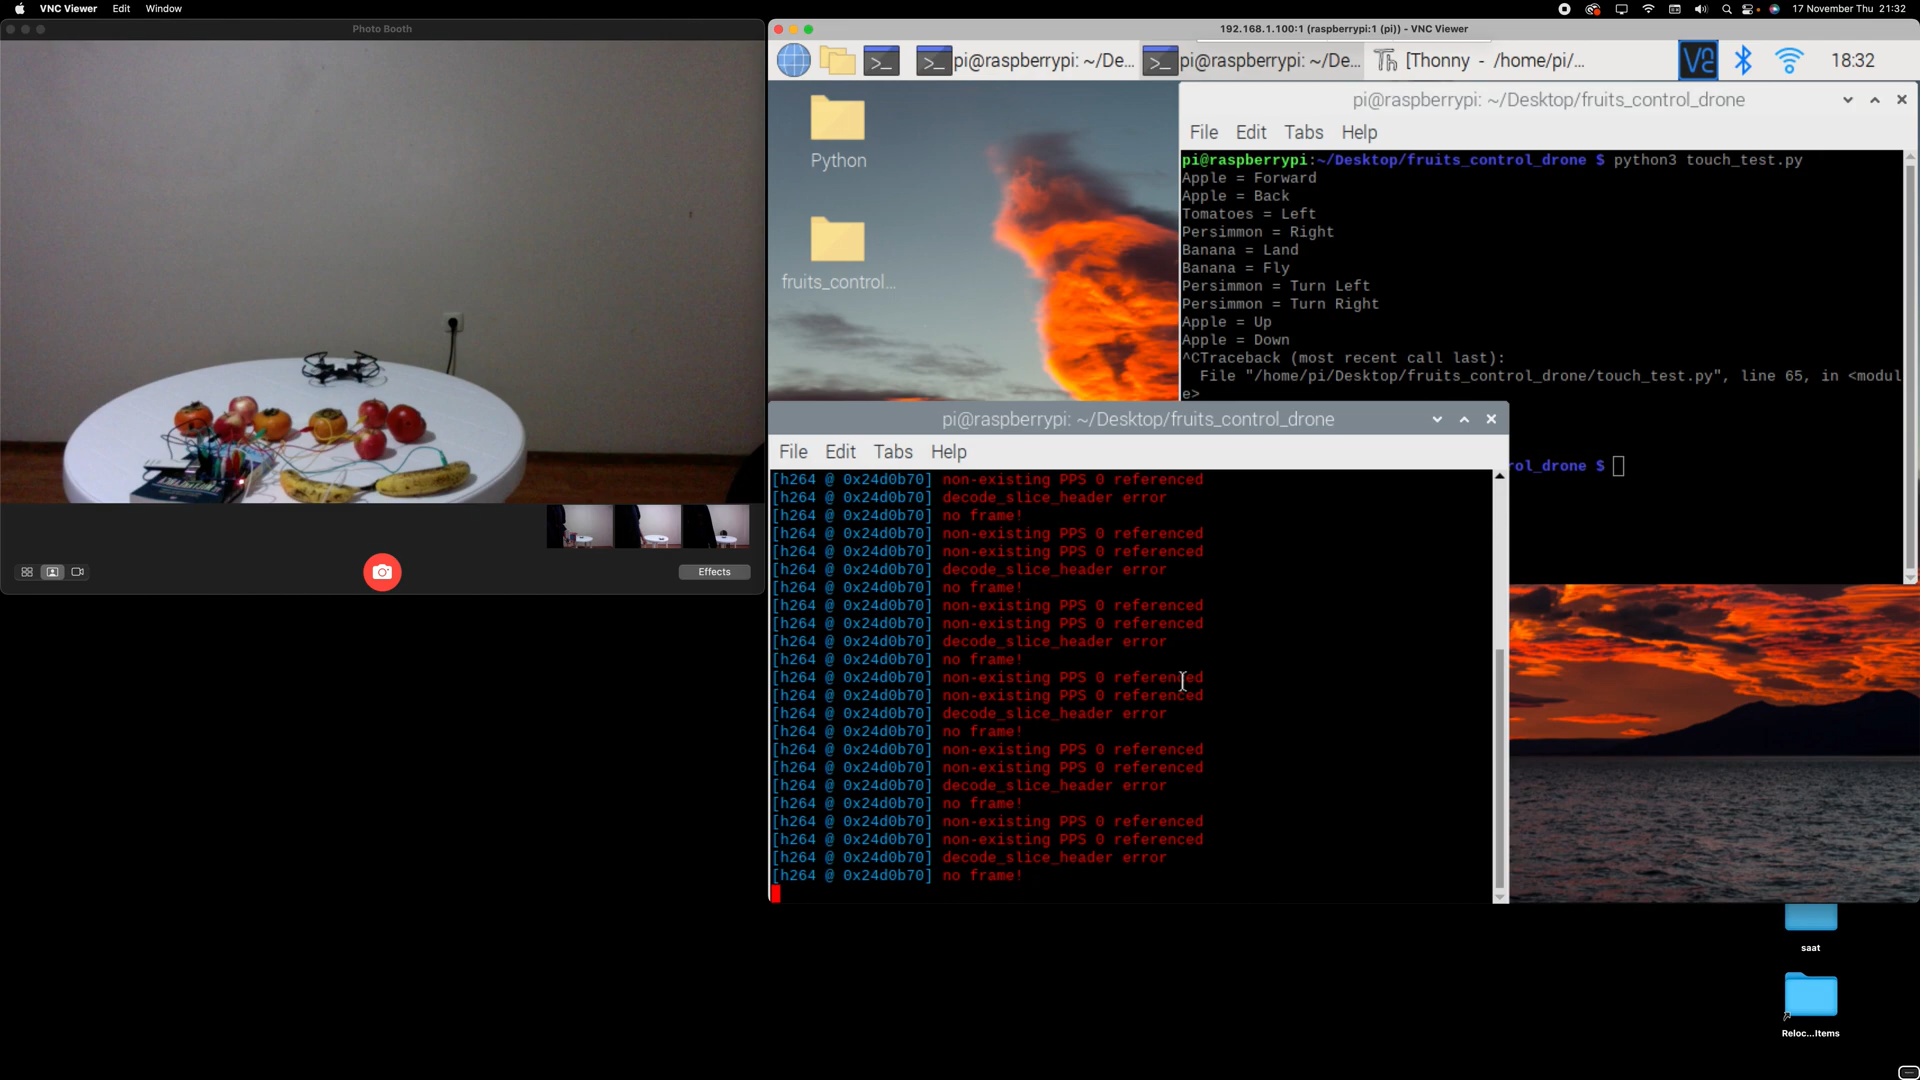 VNC Viewer Edit Window
17 November Thu 21:32
Photo Booth
Effects
192.168.1.100:1 (raspberrypi:1 (pi)) - VNC Viewer
pi@raspberrypi: ~/De...
pi@raspberrypi: ~/De...
Th [Thonny - /home/pi/...
18:32
Python
fruits_control...
pi@raspberrypi: ~/Desktop/fruits_control_drone
File Edit Tabs Help
pi@raspberrypi:~/Desktop/fruits_control_drone $ python3 touch_test.py
Apple = Forward
Apple = Back
Tomatoes = Left
Persimmon = Right
Banana = Land
Banana = Fly
Persimmon = Turn Left
Persimmon = Turn Right
Apple = Up
Apple = Down
^CTraceback (most recent call last):
File "/home/pi/Desktop/fruits_control_drone/touch_test.py", line 65, in <modul
e>
rol_drone $
pi@raspberrypi: ~/Desktop/fruits_control_drone
File Edit Tabs Help
[h264 @ 0x24d0b70] non-existing PPS 0 referenced
[h264 @ 0x24d0b70] decode_slice_header error
[h264 @ 0x24d0b70] no frame!
[h264 @ 0x24d0b70] non-existing PPS 0 referenced
[h264 @ 0x24d0b70] non-existing PPS 0 referenced
[h264 @ 0x24d0b70] decode_slice_header error
[h264 @ 0x24d0b70] no frame!
[h264 @ 0x24d0b70] non-existing PPS 0 referenced
[h264 @ 0x24d0b70] non-existing PPS 0 referenced
[h264 @ 0x24d0b70] decode_slice_header error
[h264 @ 0x24d0b70] no frame!
[h264 @ 0x24d0b70] non-existing PPS 0 referenced
[h264 @ 0x24d0b70] non-existing PPS 0 referenced
[h264 @ 0x24d0b70] decode_slice_header error
[h264 @ 0x24d0b70] no frame!
[h264 @ 0x24d0b70] non-existing PPS 0 referenced
[h264 @ 0x24d0b70] non-existing PPS 0 referenced
[h264 @ 0x24d0b70] decode_slice_header error
[h264 @ 0x24d0b70] no frame!
[h264 @ 0x24d0b70] non-existing PPS 0 referenced
[h264 @ 0x24d0b70] non-existing PPS 0 referenced
[h264 @ 0x24d0b70] decode_slice_header error
[h264 @ 0x24d0b70] no frame!
saat
Reloc...Items